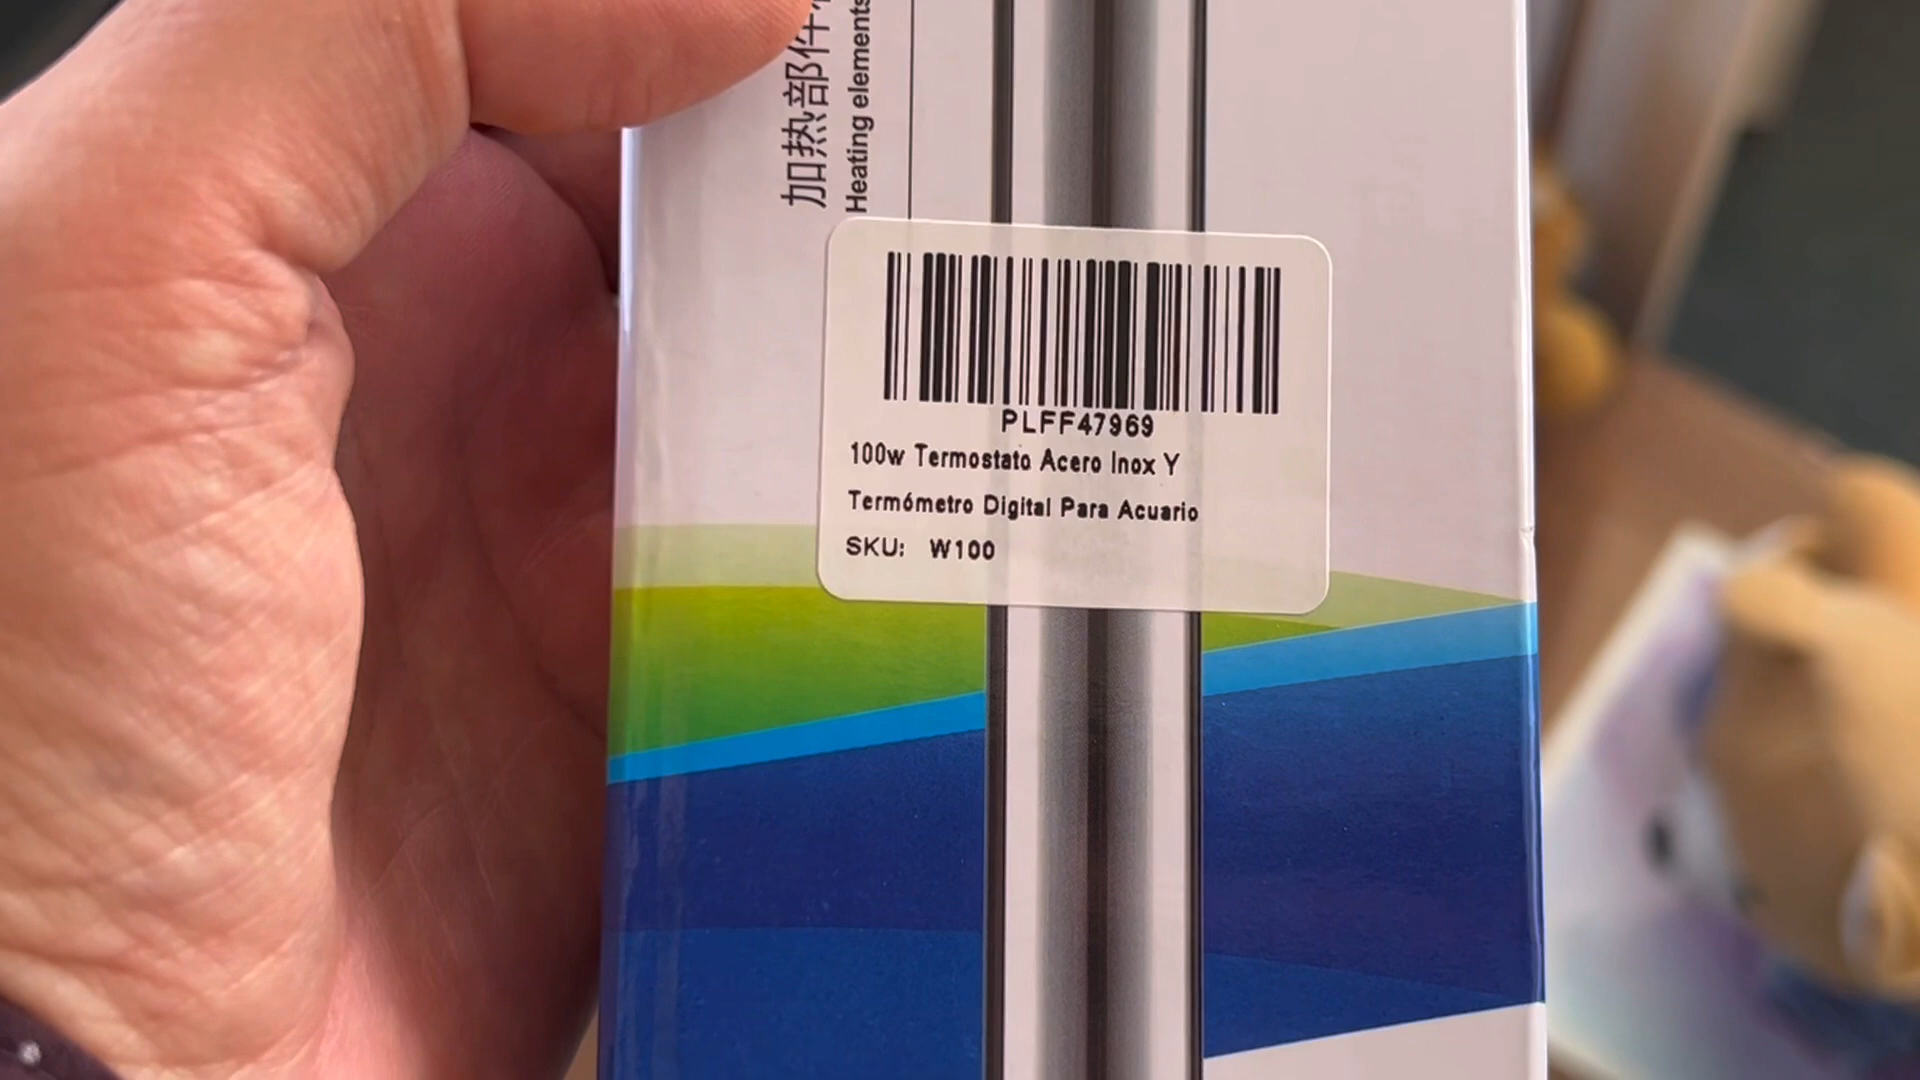 加热部件
Heating elements
PLFF47969
100w Termostato Acero Inox Y
Termómetro Digital Para Acuario
SKU: W100